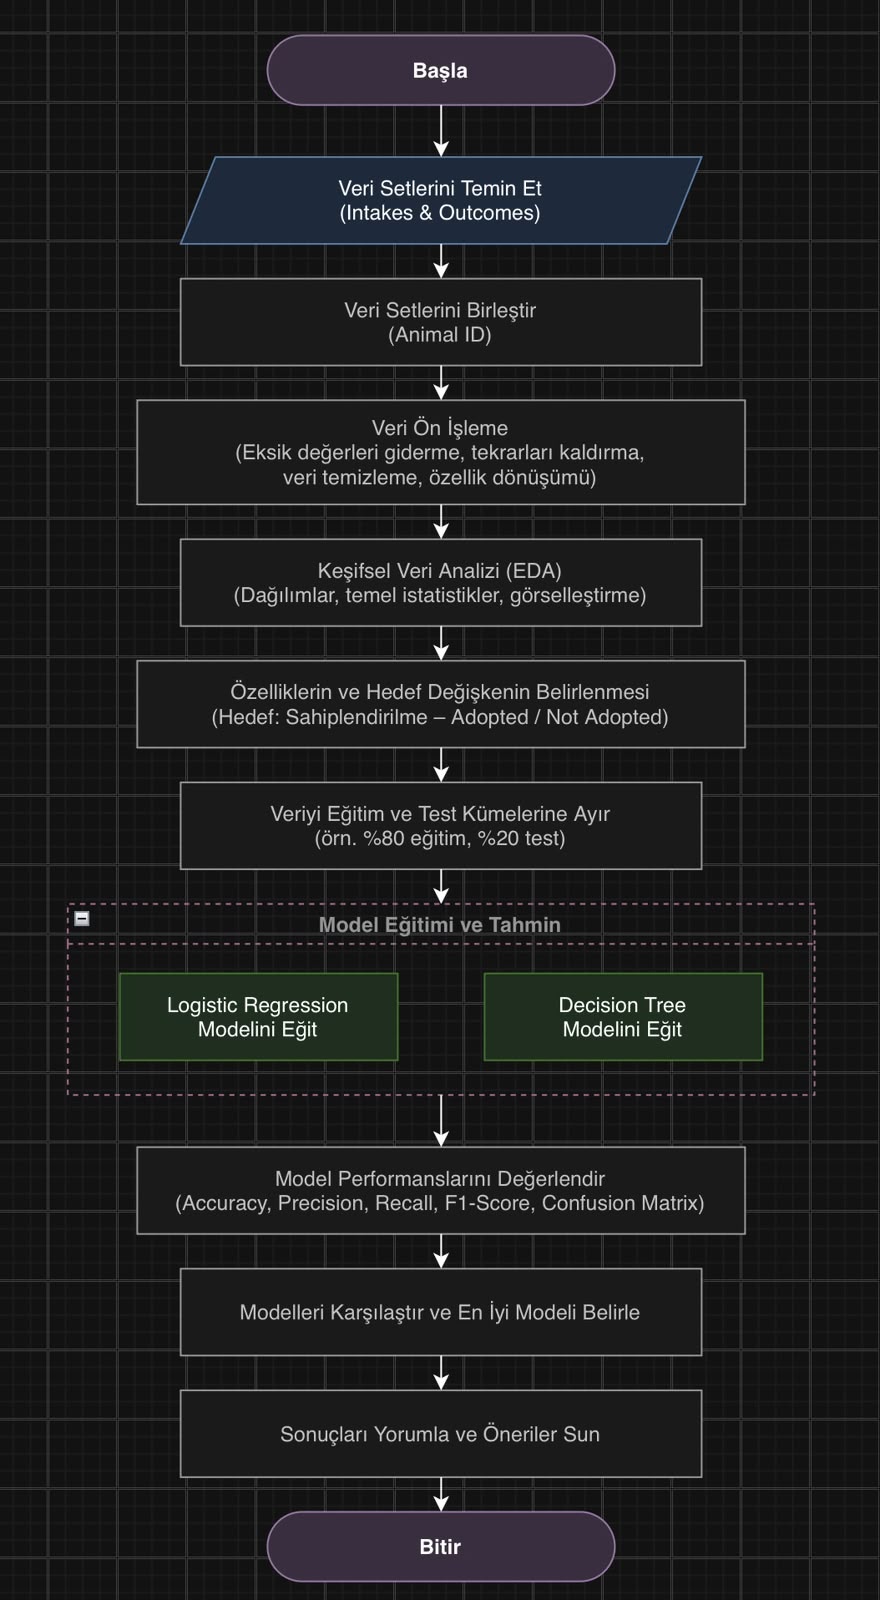 Başla
Veri Setlerini Temin Et
(Intakes & Outcomes)
Veri Setlerini Birleştir
(Animal ID)
Veri Ön İşleme
(Eksik değerleri giderme, tekrarları kaldırma,
veri temizleme, özellik dönüşümü)
Keşifsel Veri Analizi (EDA)
(Dağılımlar, temel istatistikler, görselleştirme)
Özelliklerin ve Hedef Değişkenin Belirlenmesi
(Hedef: Sahiplendirilme – Adopted / Not Adopted)
Veriyi Eğitim ve Test Kümelerine Ayır
(örn. %80 eğitim, %20 test)
Model Eğitimi ve Tahmin
Logistic Regression
Modelini Eğit
Decision Tree
Modelini Eğit
Model Performanslarını Değerlendir
(Accuracy, Precision, Recall, F1-Score, Confusion Matrix)
Modelleri Karşılaştır ve En İyi Modeli Belirle
Sonuçları Yorumla ve Öneriler Sun
Bitir